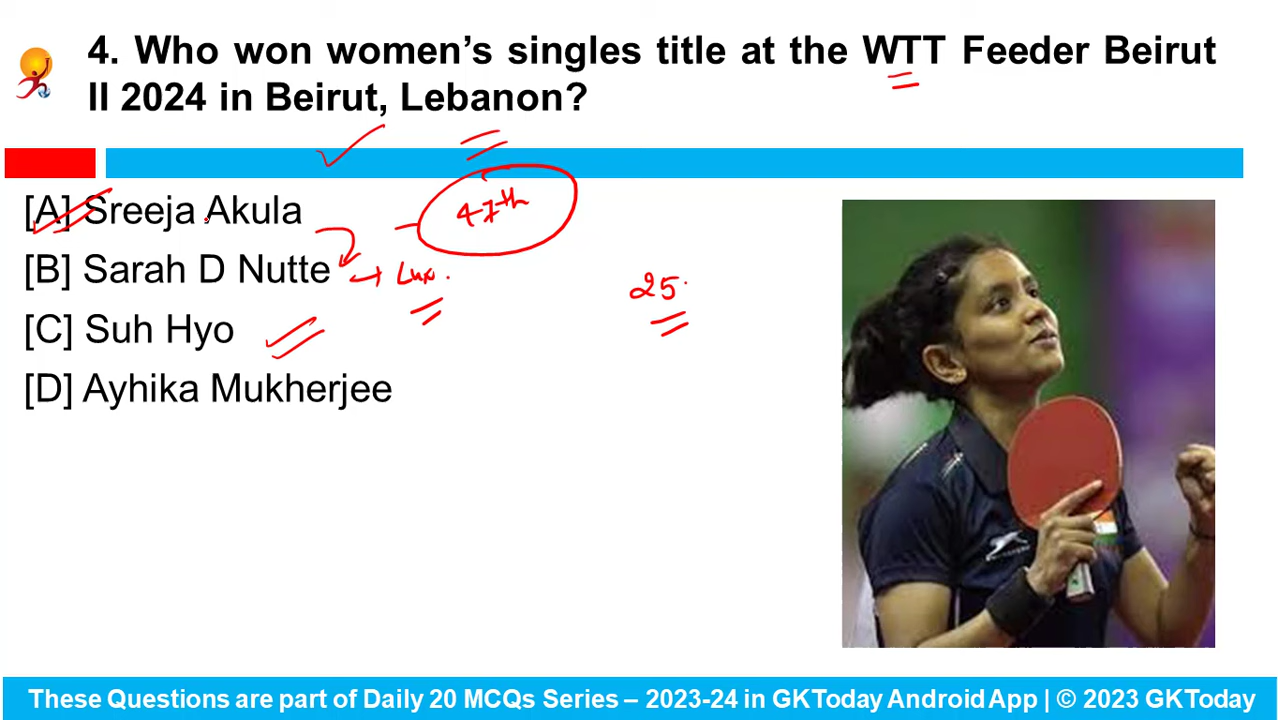 4. Who won women's singles title at the WTT Feeder Beirut
II 2024 in Beirut, Lebanon?
[A] Sreeja Akula
47th
[B] Sarah D Nutte
Lux.
25.
[C] Suh Hyo
[D] Ayhika Mukherjee
These Questions are part of Daily 20 MCQs Series – 2023-24 in GKToday Android App | © 2023 GKToday